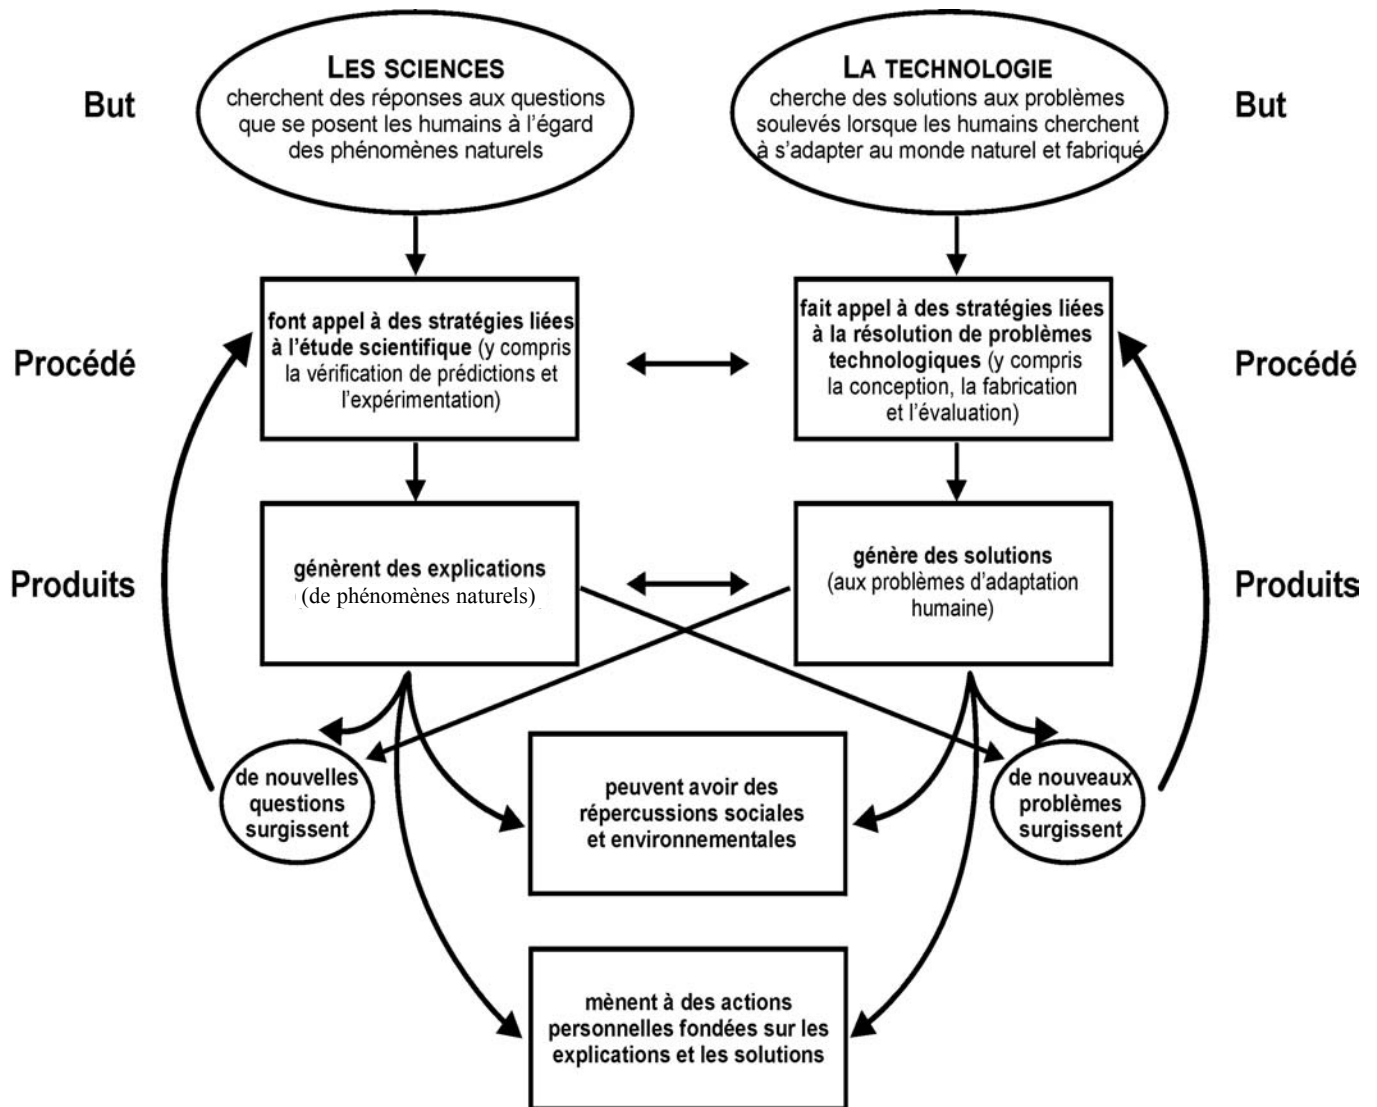 LES SCIENCES
cherchent des réponses aux questions
que se posent les humains à l'égard
des phénomènes naturels
LA TECHNOLOGIE
cherche des solutions aux problèmes
soulevés lorsque les humains cherchent
à s'adapter au monde naturel et fabriqué
But
But
font appel à des stratégies liées
à l'étude scientifique (y compris
la vérification de prédictions et
l'expérimentation)
fait appel à des stratégies liées
à la résolution de problèmes
technologiques (y compris
la conception, la fabrication
et l'évaluation)
Procédé
Procédé
génèrent des explications
(de phénomènes naturels)
génère des solutions
(aux problèmes d'adaptation
humaine)
Produits
Produits
de nouvelles
questions
surgissent
peuvent avoir des
répercussions sociales
et environnementales
de nouveaux
problèmes
surgissent
mènent à des actions
personnelles fondées sur les
explications et les solutions